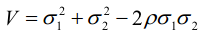 V = σ₁² + σ₂² − 2ρσ₁σ₂